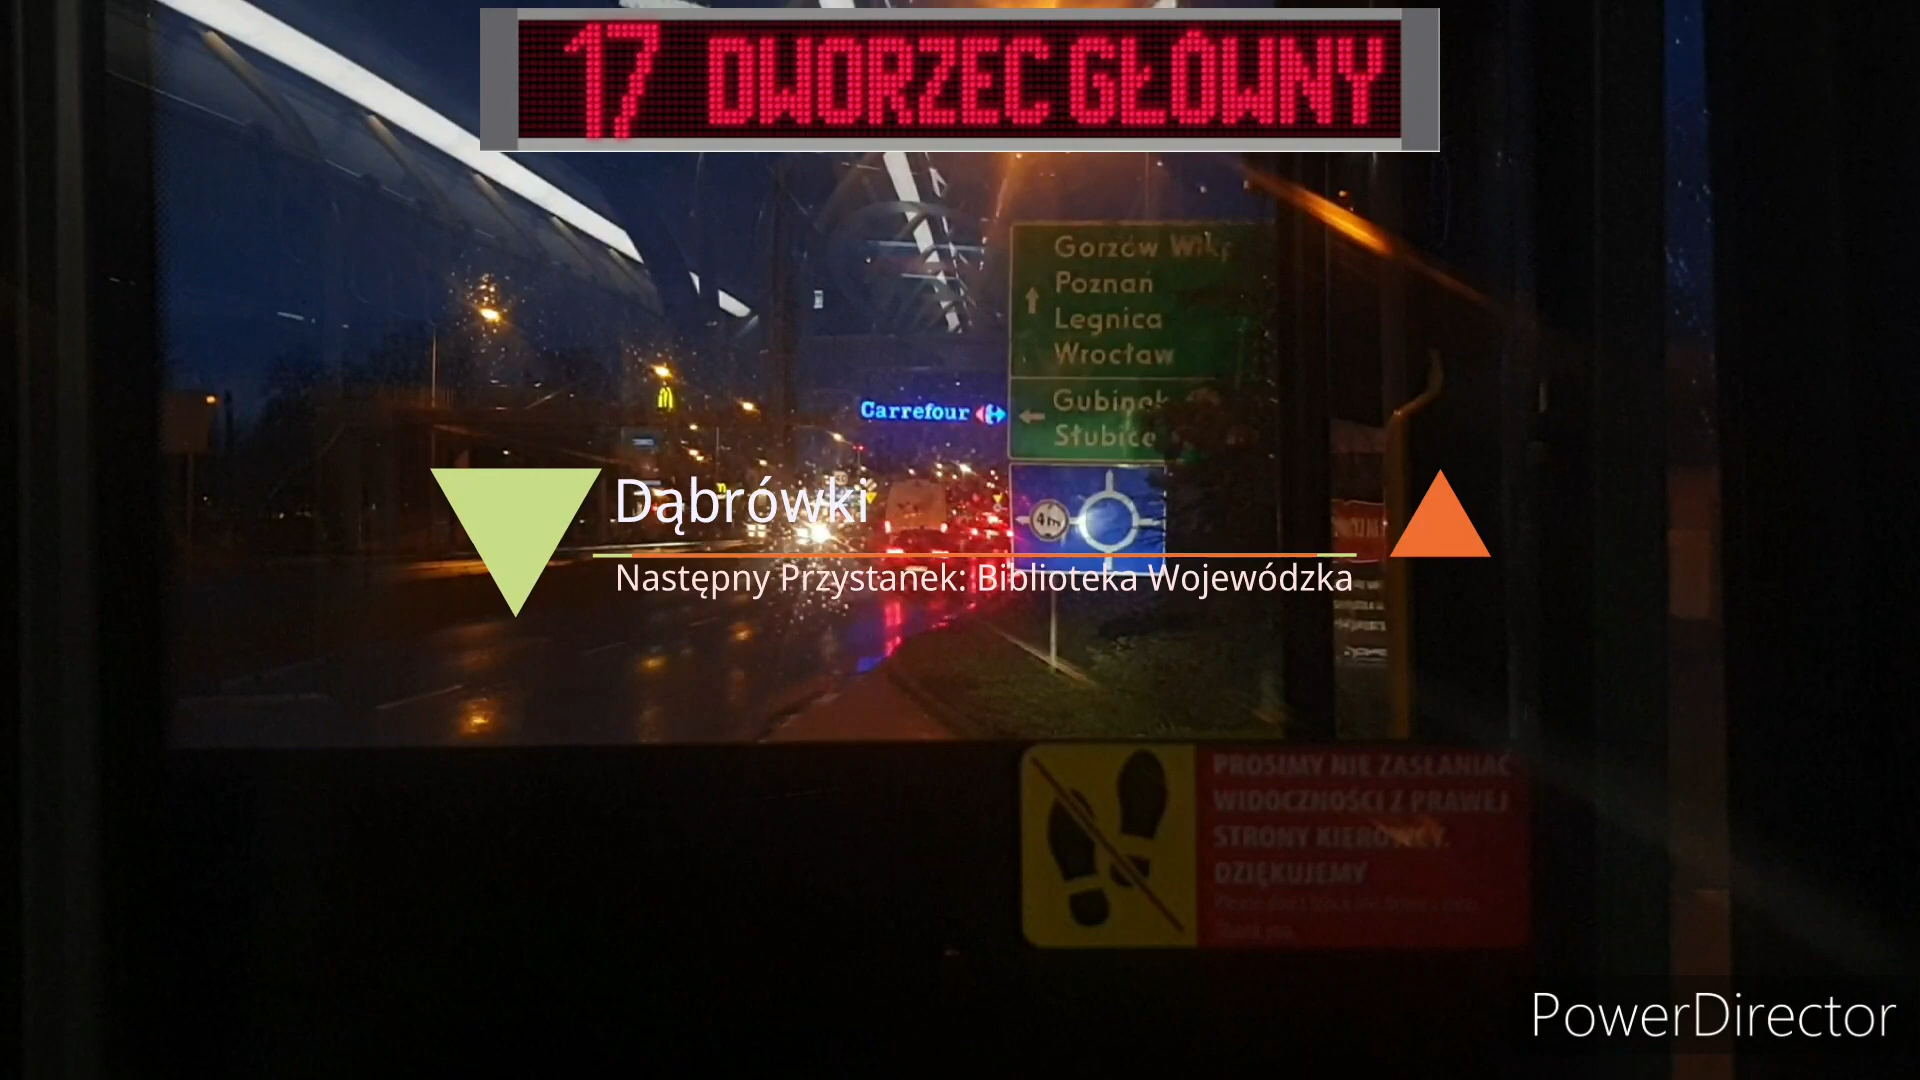 17 DWORZEC GŁÓWNY
Gorzów Wlkp
Poznań
Legnica
Wrocław
Carrefour
Gubinek
Słubice
Dąbrówki
4m
Następny Przystanek: Biblioteka Wojewódzka
PROSIMY NIE ZASŁANIAĆ
WIDOCZNOŚCI Z PRAWEJ
STRONY KIEROWCY.
DZIĘKUJEMY
PowerDirector